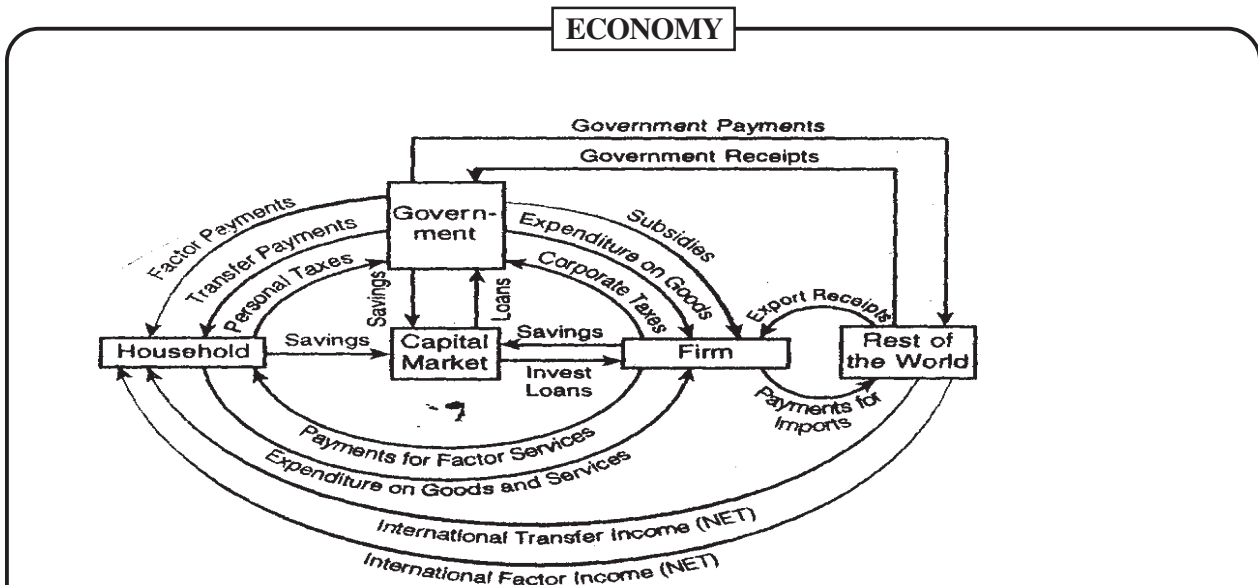 ECONOMY
Government Payments
Government Receipts
Factor Payments
Transfer Payments
Personal Taxes
Govern-
ment
Subsidies
Expenditure on Goods
Corporate Taxes
Savings
Loans
Export Receipts
Household
Savings
Capital
Market
Savings
Invest
Loans
Firm
Rest of
the World
Payments for
Imports
Payments for Factor Services
Expenditure on Goods and Services
International Transfer Income (NET)
International Factor Income (NET)